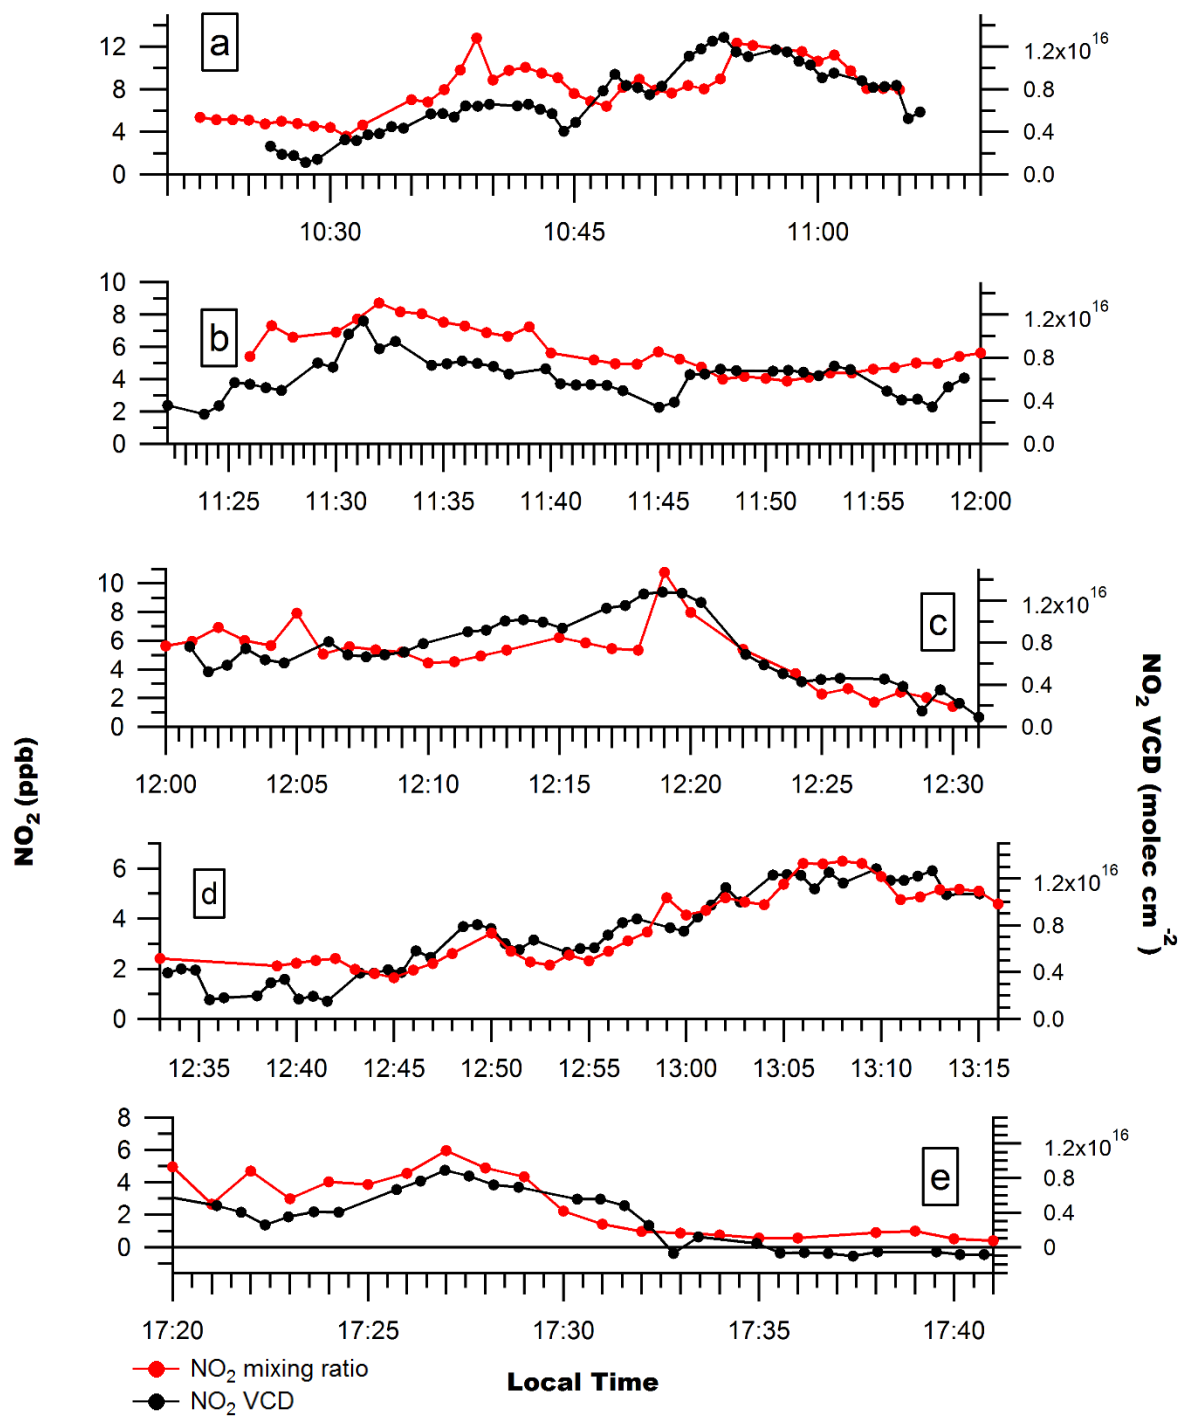 a
12
8
4
0
1.2x10^16
0.8
0.4
0.0
10:30 10:45 11:00
b
10
8
6
4
2
0
1.2x10^16
0.8
0.4
0.0
11:25 11:30 11:35 11:40 11:45 11:50 11:55 12:00
c
10
8
6
4
2
0
1.2x10^16
0.8
0.4
0.0
12:00 12:05 12:10 12:15 12:20 12:25 12:30
NO2 (ppb)
NO2 VCD (molec cm^-2)
d
6
4
2
0
1.2x10^16
0.8
0.4
0.0
12:35 12:40 12:45 12:50 12:55 13:00 13:05 13:10 13:15
e
8
6
4
2
0
1.2x10^16
0.8
0.4
0
17:20 17:25 17:30 17:35 17:40
NO2 mixing ratio
NO2 VCD
Local Time